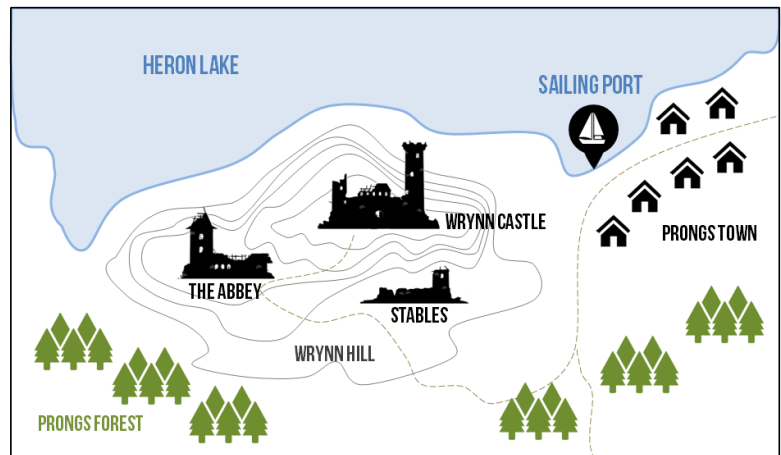 HERON LAKE
SAILING PORT
WRYNN CASTLE
PRONGS TOWN
THE ABBEY
STABLES
WRYNN HILL
PRONGS FOREST